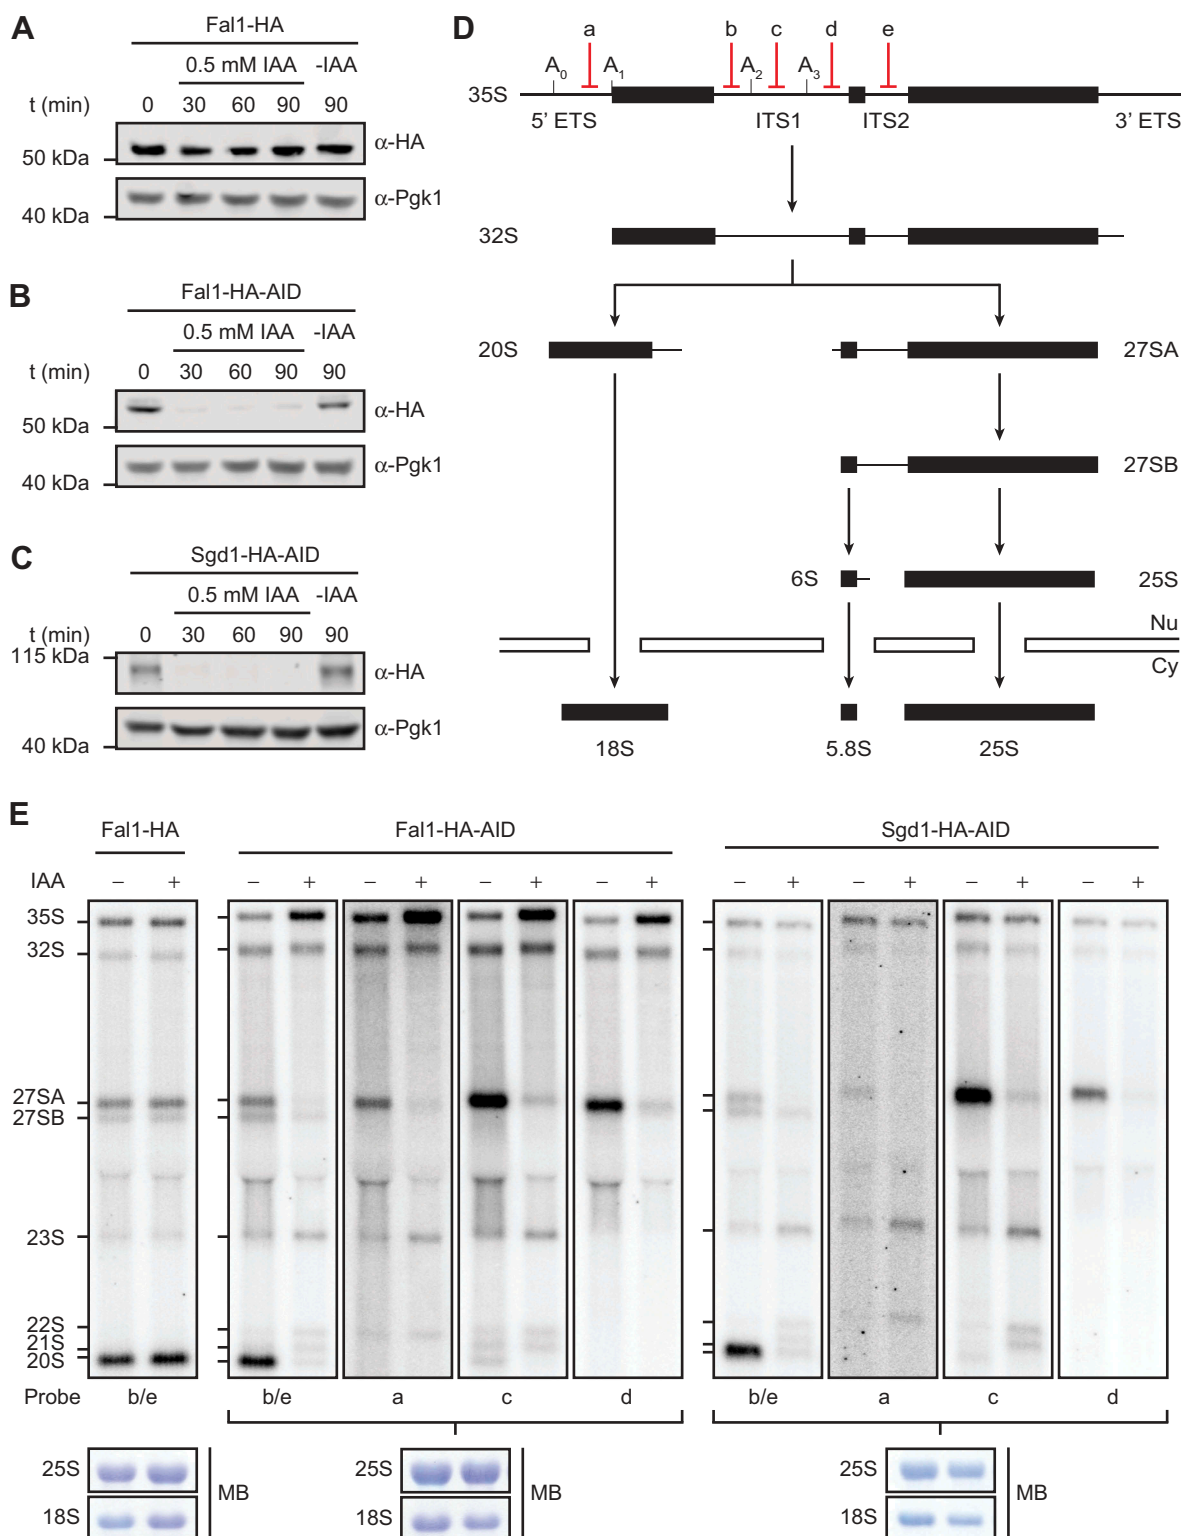 A
Fal1-HA
0.5 mM IAA -IAA
t (min) 0 30 60 90 90
50 kDa α-HA
40 kDa α-Pgk1
B
Fal1-HA-AID
0.5 mM IAA -IAA
t (min) 0 30 60 90 90
50 kDa α-HA
40 kDa α-Pgk1
C
Sgd1-HA-AID
0.5 mM IAA -IAA
t (min) 0 30 60 90 90
115 kDa α-HA
40 kDa α-Pgk1
D
a b c d e
A0 A1 A2 A3
35S
5' ETS ITS1 ITS2 3' ETS
32S
20S 27SA
27SB
6S 25S
Nu
Cy
18S 5.8S 25S
E
Fal1-HA Fal1-HA-AID Sgd1-HA-AID
IAA − + − + − + − + − + − + − + − + − +
35S
32S
27SA
27SB
23S
22S
21S
20S
Probe b/e b/e a c d b/e a c d
25S MB 25S MB 25S MB
18S 18S 18S